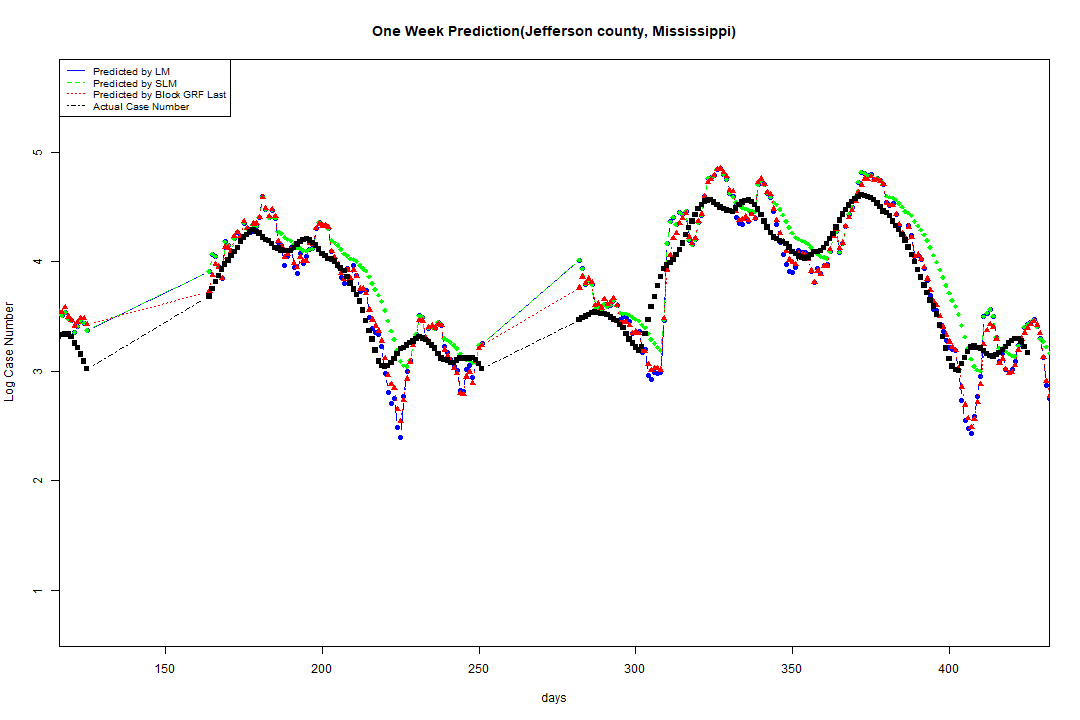 One Week Prediction(Jefferson county, Mississippi)
Predicted by LM
Predicted by SLM
Predicted by Block GRF Last
Actual Case Number
Log Case Number
5
4
3
2
1
150
200
250
300
350
400
days